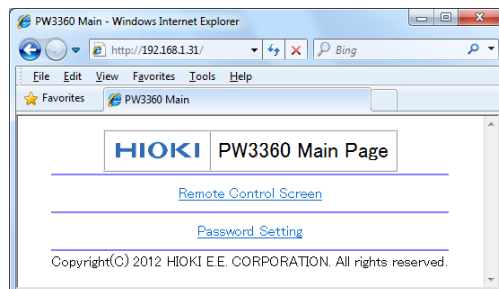 PW3360 Main - Windows Internet Explorer
http://192.168.1.31/
Bing
File Edit View Favorites Tools Help
Favorites PW3360 Main
HIOKI PW3360 Main Page
Remote Control Screen
Password Setting
Copyright(C) 2012 HIOKI E.E. CORPORATION. All rights reserved.